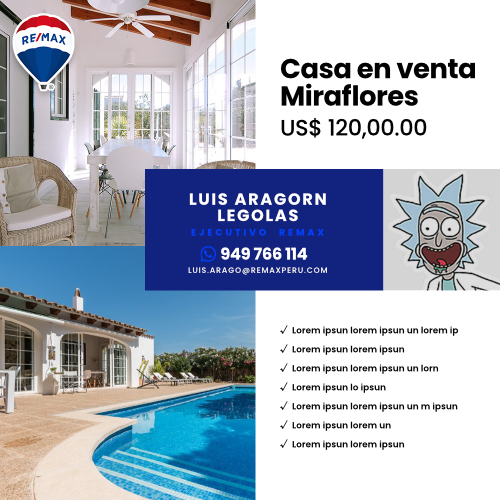 RE/MAX
Casa en venta
Miraflores
US$ 120,00.00
LUIS ARAGORN
LEGOLAS
EJECUTIVO REMAX
949 766 114
LUIS.ARAGO@REMAXPERU.COM
✓ Lorem ipsun lorem ipsun un lorem ip
✓ Lorem ipsun lorem ipsun
✓ Lorem ipsun lorem ipsun un lorn
✓ Lorem ipsun lo ipsun
✓ Lorem ipsun lorem ipsun un m ipsun
✓ Lorem ipsun lorem un
✓ Lorem ipsun lorem ipsun